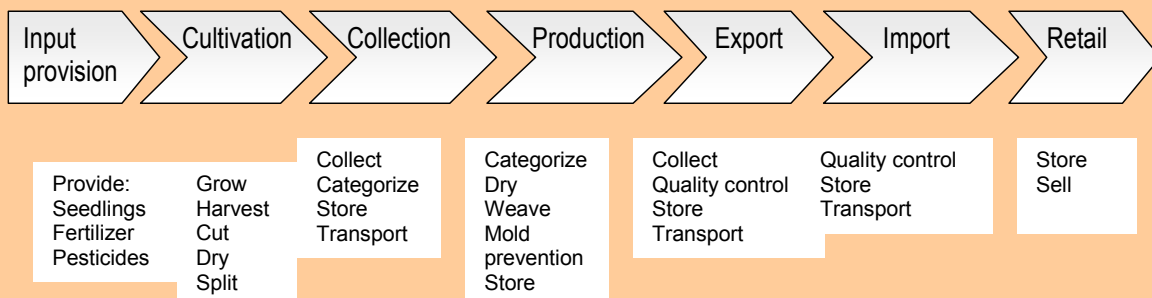 Input
provision
Cultivation
Collection
Production
Export
Import
Retail
Provide:
Seedlings
Fertilizer
Pesticides
Grow
Harvest
Cut
Dry
Split
Collect
Categorize
Store
Transport
Categorize
Dry
Weave
Mold
prevention
Store
Collect
Quality control
Store
Transport
Quality control
Store
Transport
Store
Sell